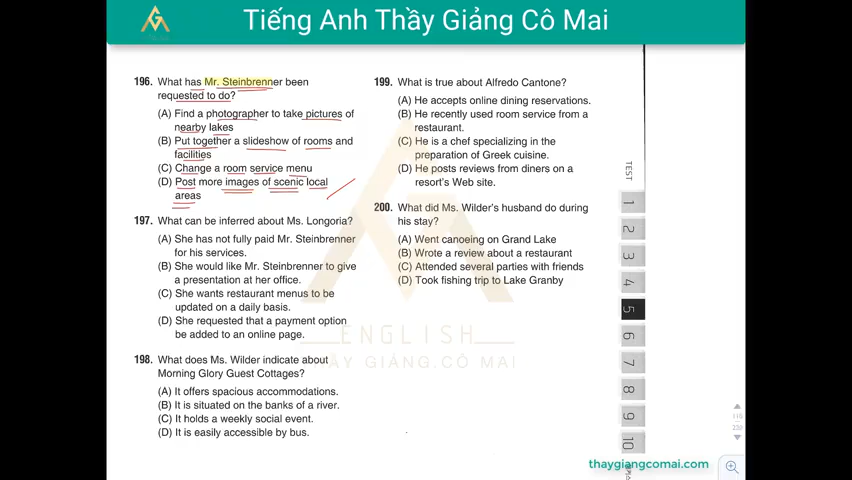 Tiếng Anh Thầy Giảng Cô Mai
196. What has Mr. Steinbrenner been
requested to do?
(A) Find a photographer to take pictures of
nearby lakes
(B) Put together a slideshow of rooms and
facilities
(C) Change a room service menu
(D) Post more images of scenic local
areas
197. What can be inferred about Ms. Longoria?
(A) She has not fully paid Mr. Steinbrenner
for his services.
(B) She would like Mr. Steinbrenner to give
a presentation at her office.
(C) She wants restaurant menus to be
updated on a daily basis.
(D) She requested that a payment option
be added to an online page.
198. What does Ms. Wilder indicate about
Morning Glory Guest Cottages?
(A) It offers spacious accommodations.
(B) It is situated on the banks of a river.
(C) It holds a weekly social event.
(D) It is easily accessible by bus.
199. What is true about Alfredo Cantone?
(A) He accepts online dining reservations.
(B) He recently used room service from a
restaurant.
(C) He is a chef specializing in the
preparation of Greek cuisine.
(D) He posts reviews from diners on a
resort's Web site.
200. What did Ms. Wilder's husband do during
his stay?
(A) Went canoeing on Grand Lake
(B) Wrote a review about a restaurant
(C) Attended several parties with friends
(D) Took fishing trip to Lake Granby
ENGLISH
THẦY GIẢNG.CÔ MAI
TEST
1
2
3
4
5
6
7
8
9
10
thaygiangcomai.com